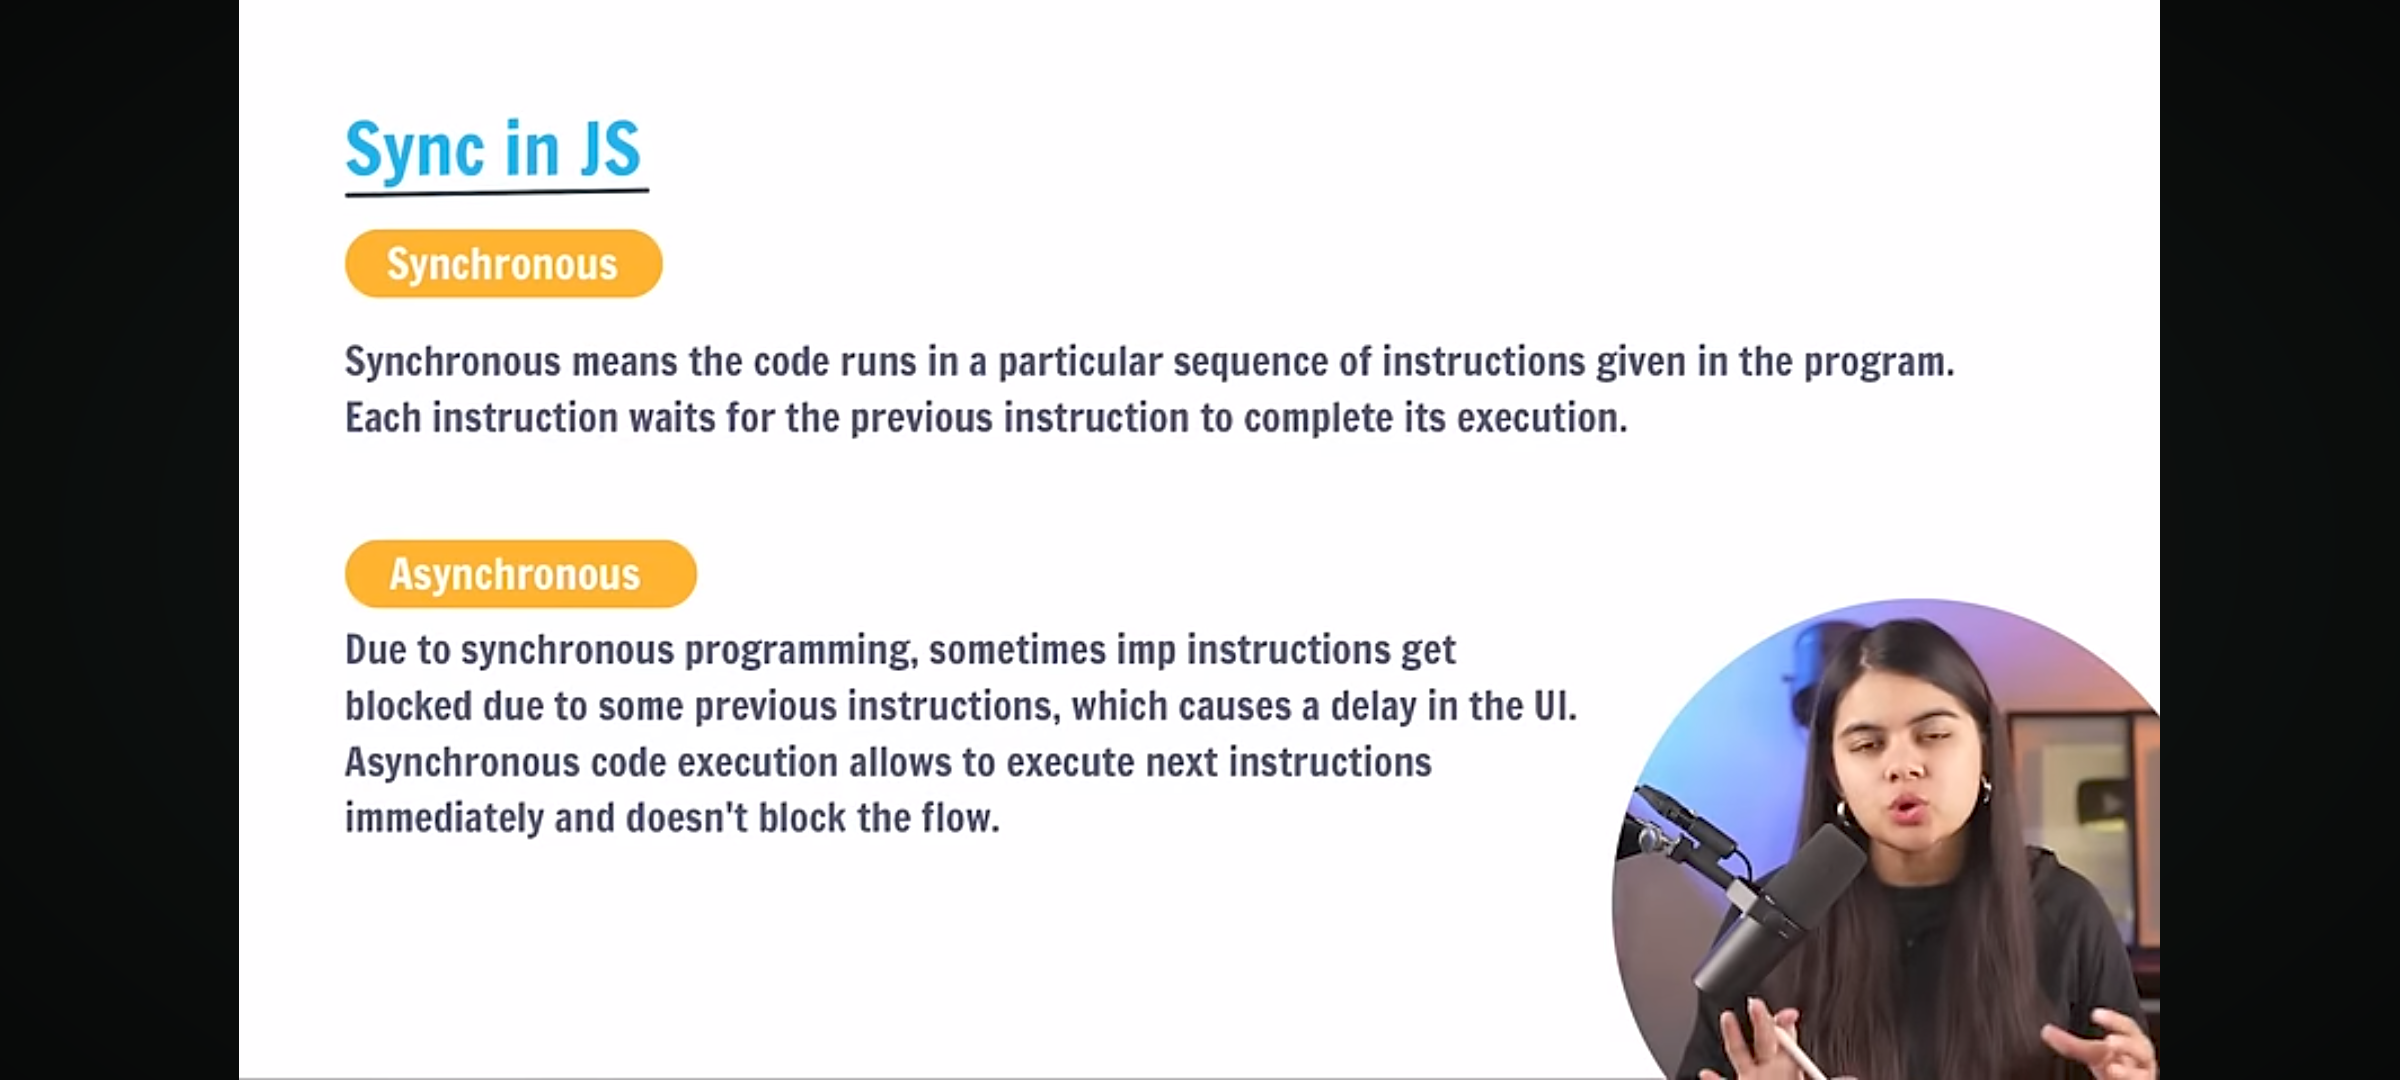 Sync in JS
Synchronous
Synchronous means the code runs in a particular sequence of instructions given in the program.
Each instruction waits for the previous instruction to complete its execution.
Asynchronous
Due to synchronous programming, sometimes imp instructions get
blocked due to some previous instructions, which causes a delay in the UI.
Asynchronous code execution allows to execute next instructions
immediately and doesn't block the flow.